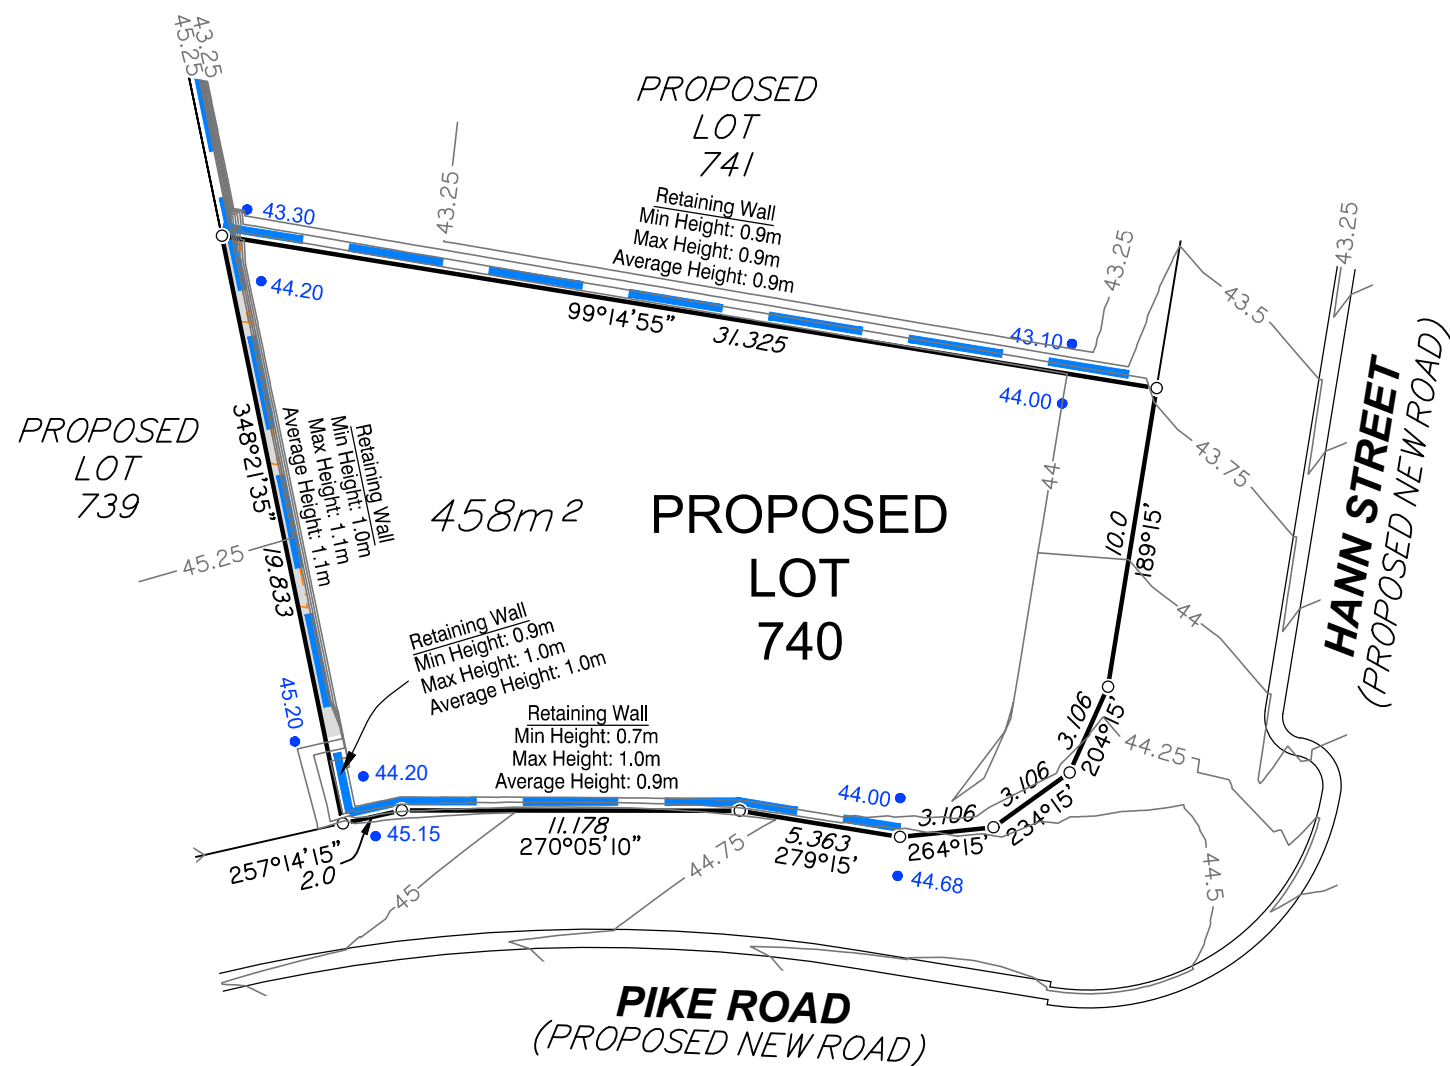 45.25
43.25
PROPOSED
LOT
741
Retaining Wall
Min Height: 0.9m
Max Height: 0.9m
Average Height: 0.9m
43.25
43.30
44.20
43.25
43.25
43.5
43.10
44.00
99°14'55"
31.325
PROPOSED
LOT
739
348°21'35"
19.833
Retaining Wall
Min Height: 1.0m
Max Height: 1.1m
Average Height: 1.1m
45.25
458m²
PROPOSED
LOT
740
44
43.75
10.0
189°15'
44
HANN STREET
(PROPOSED NEW ROAD)
Retaining Wall
Min Height: 0.9m
Max Height: 1.0m
Average Height: 1.0m
45.20
44.20
Retaining Wall
Min Height: 0.7m
Max Height: 1.0m
Average Height: 0.9m
44.00
3.106
204°15'
3.106
234°15'
3.106
264°15'
44.25
45.15
257°14'15"
2.0
11.178
270°05'10"
5.363
279°15'
44.68
45
44.75
44.5
PIKE ROAD
(PROPOSED NEW ROAD)